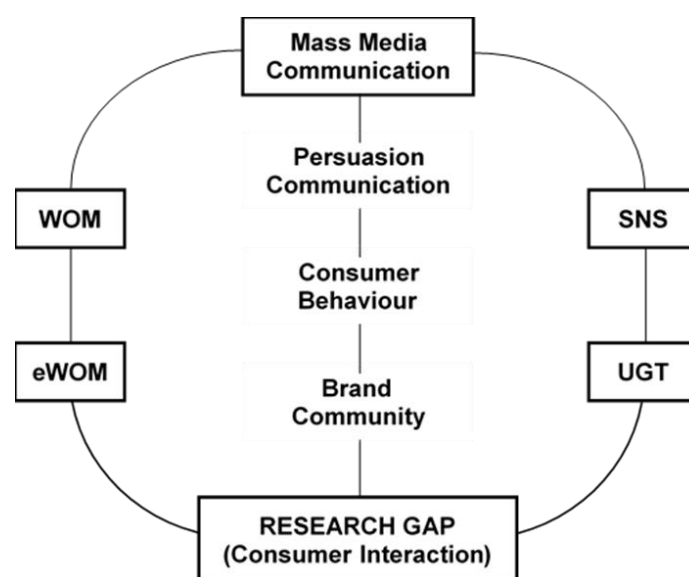 Mass Media
Communication
Persuasion
Communication
WOM
SNS
Consumer
Behaviour
eWOM
UGT
Brand
Community
RESEARCH GAP
(Consumer Interaction)